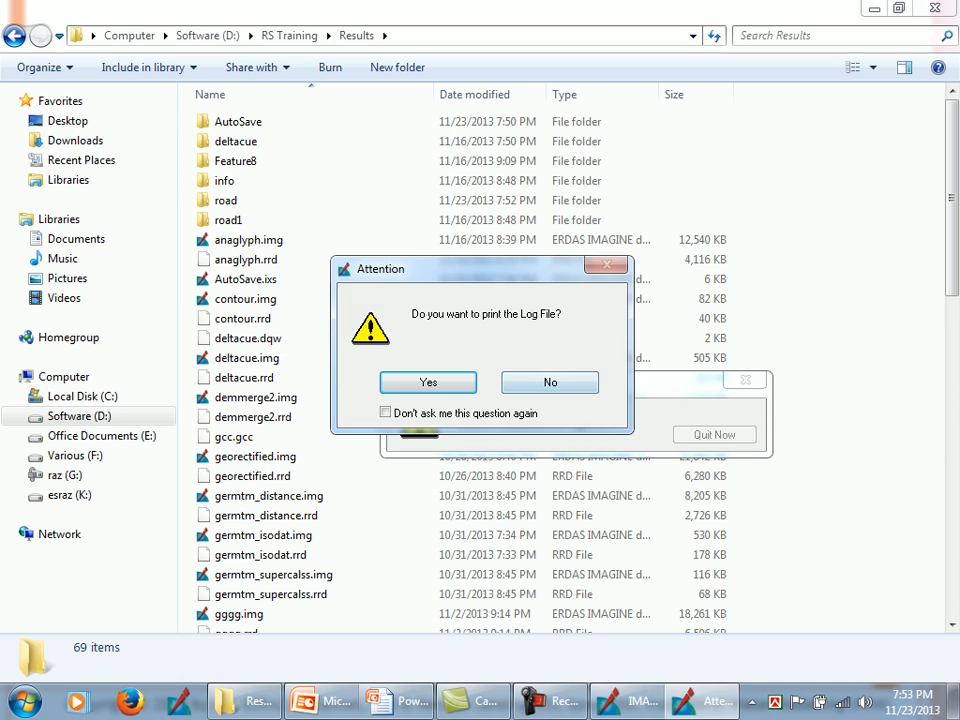 Computer Software (D:) RS Training Results
Search Results
Organize Include in library Share with Burn New folder
Name Date modified Type Size
Favorites
Desktop
Downloads
Recent Places
Libraries
Libraries
Documents
Music
Pictures
Videos
Homegroup
Computer
Local Disk (C:)
Software (D:)
Office Documents (E:)
Various (F:)
raz (G:)
esraz (K:)
Network
AutoSave 11/23/2013 7:50 PM File folder
deltacue 11/16/2013 7:50 PM File folder
Feature8 11/16/2013 9:09 PM File folder
info 11/16/2013 8:48 PM File folder
road 11/23/2013 7:52 PM File folder
road1 11/16/2013 8:48 PM File folder
anaglyph.img 11/16/2013 8:39 PM ERDAS IMAGINE d... 12,540 KB
anaglyph.rrd 4,116 KB
AutoSave.ixs 6 KB
contour.img 82 KB
contour.rrd 40 KB
deltacue.dqw 2 KB
deltacue.img 505 KB
deltacue.rrd
demmerge2.img
demmerge2.rrd
gcc.gcc
georectified.img
georectified.rrd 10/26/2013 8:40 PM RRD File 6,280 KB
germtm_distance.img 10/31/2013 8:45 PM ERDAS IMAGINE d... 8,205 KB
germtm_distance.rrd 10/31/2013 8:45 PM RRD File 2,726 KB
germtm_isodat.img 10/31/2013 7:34 PM ERDAS IMAGINE d... 530 KB
germtm_isodat.rrd 10/31/2013 7:33 PM RRD File 178 KB
germtm_supercalss.img 10/31/2013 8:45 PM ERDAS IMAGINE d... 116 KB
germtm_supercalss.rrd 10/31/2013 8:45 PM RRD File 68 KB
gggg.img 11/2/2013 9:14 PM ERDAS IMAGINE d... 18,261 KB
Attention
Do you want to print the Log File?
Yes No
Don't ask me this question again
Quit Now
69 items
Res... Mic... Pow... Ca... Rec... IMA... Atte...
7:53 PM
11/23/2013